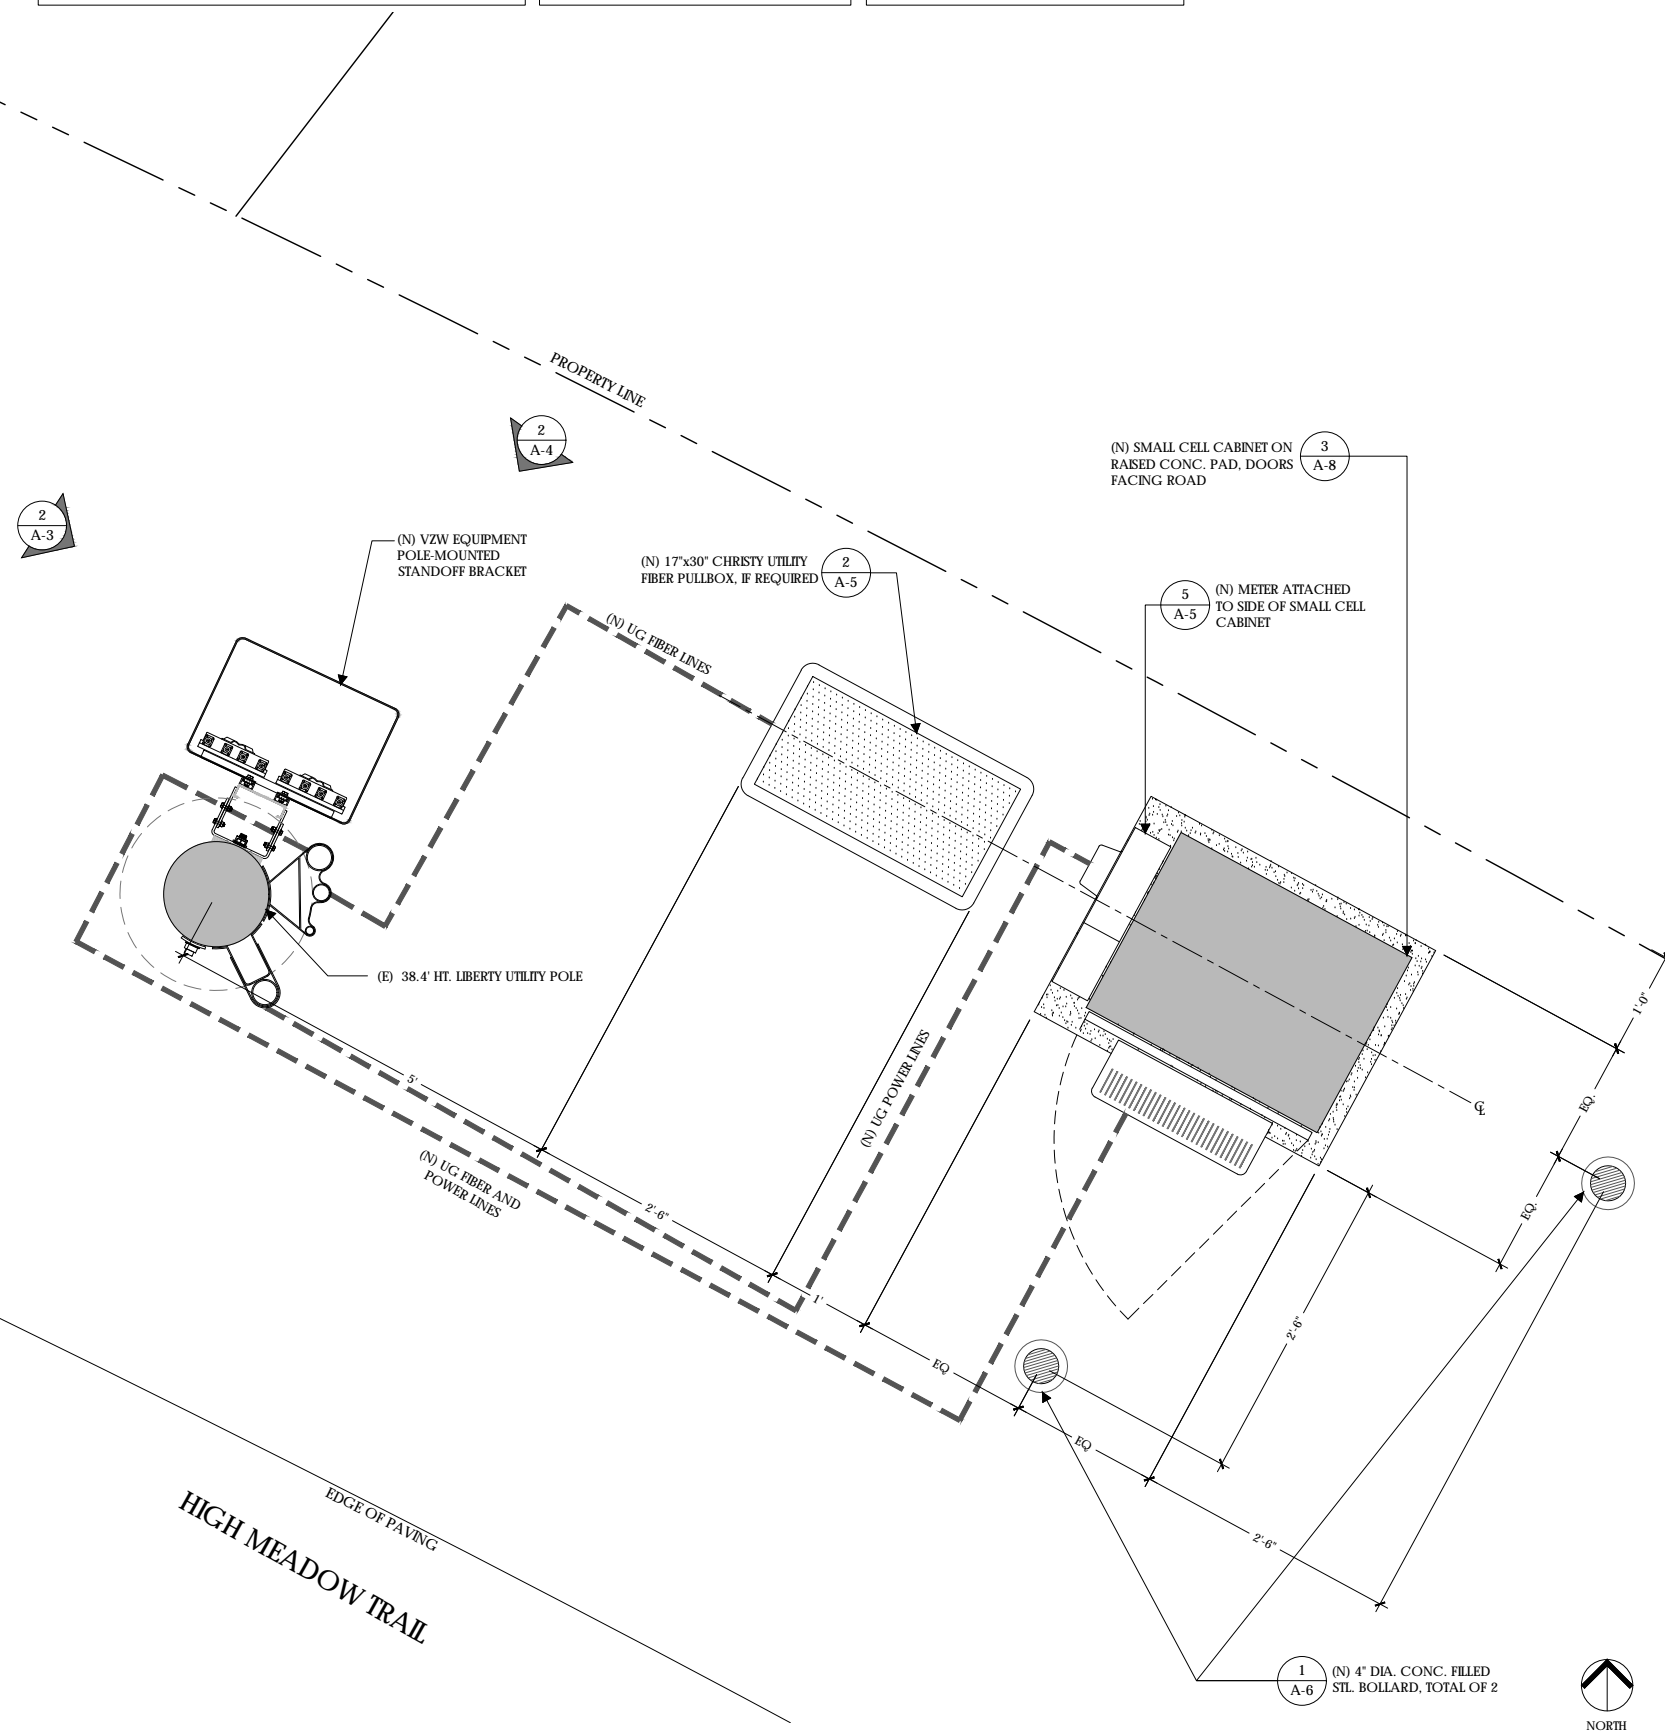 PROPERTY LINE
2
A-4
(N) SMALL CELL CABINET ON
RAISED CONC. PAD, DOORS
FACING ROAD
3
A-8
2
A-3
(N) VZW EQUIPMENT
POLE-MOUNTED
STANDOFF BRACKET
(N) 17"x30" CHRISTY UTILITY
FIBER PULLBOX, IF REQUIRED
2
A-5
5
A-5
(N) METER ATTACHED
TO SIDE OF SMALL CELL
CABINET
(N) UG FIBER LINES
(E) 38.4' HT. LIBERTY UTILITY POLE
1'-0"
5'
(N) UG POWER LINES
℄
EQ.
(N) UG FIBER AND
POWER LINES
2'-6"
EQ.
1'
2'-6"
EQ
EQ
2'-6"
EDGE OF PAVING
HIGH MEADOW TRAIL
1
A-6
(N) 4" DIA. CONC. FILLED
STL. BOLLARD, TOTAL OF 2
NORTH